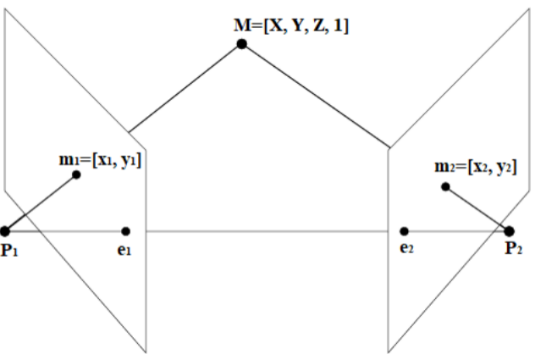 M=[X, Y, Z, 1]
m₁=[x₁, y₁]
m₂=[x₂, y₂]
P₁
e₁
e₂
P₂